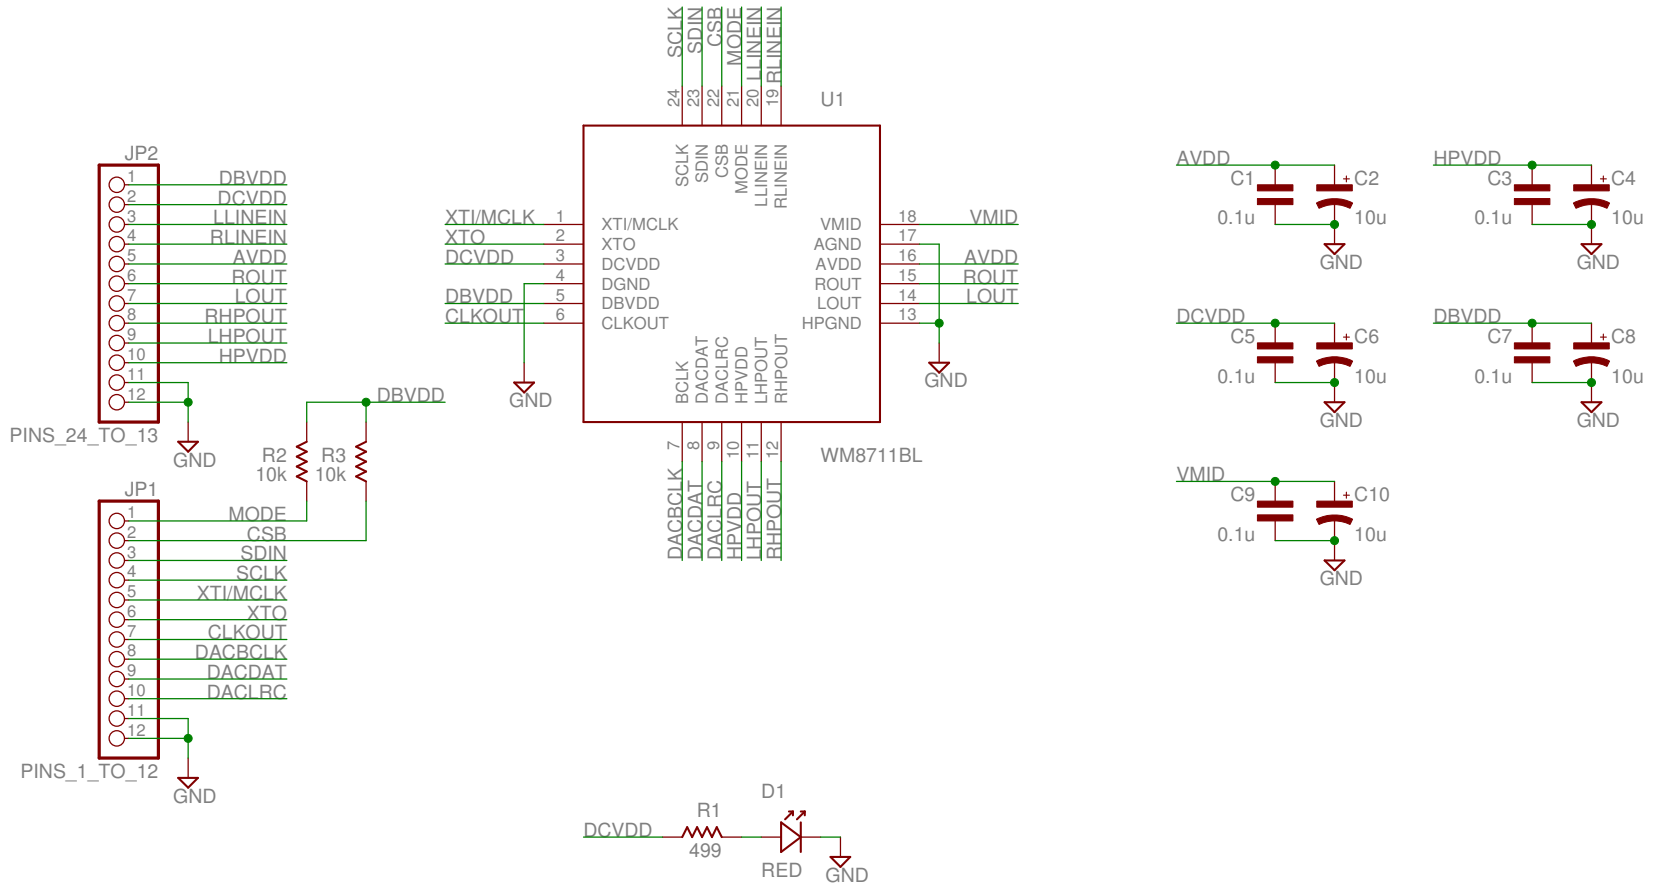 SCLK
SDIN
CSB
MODE
LLINEIN
RLINEIN
24
23
22
21
20
19
U1
SCLK
SDIN
CSB
MODE
LLINEIN
RLINEIN
XTI/MCLK 1 XTI/MCLK
XTO 2 XTO
DCVDD 3 DCVDD
4 DGND
DBVDD 5 DBVDD
CLKOUT 6 CLKOUT
GND
VMID 18 VMID
AGND 17
AVDD 16 AVDD
ROUT 15 ROUT
LOUT 14 LOUT
HPGND 13
GND
BCLK
DACDAT
DACLRC
HPVDD
LHPOUT
RHPOUT
7
8
9
10
11
12
DACBCLK
DACDAT
DACLRC
HPVDD
LHPOUT
RHPOUT
WM8711BL
JP2
1 DBVDD
2 DCVDD
3 LLINEIN
4 RLINEIN
5 AVDD
6 ROUT
7 LOUT
8 RHPOUT
9 LHPOUT
10 HPVDD
11
12
PINS_24_TO_13
GND
DBVDD
R2
10k
R3
10k
JP1
1 MODE
2 CSB
3 SDIN
4 SCLK
5 XTI/MCLK
6 XTO
7 CLKOUT
8 DACBCLK
9 DACDAT
10 DACLRC
11
12
PINS_1_TO_12
GND
AVDD
C1 + C2
0.1u 10u
GND
HPVDD
C3 + C4
0.1u 10u
GND
DCVDD
C5 + C6
0.1u 10u
GND
DBVDD
C7 + C8
0.1u 10u
GND
VMID
C9 + C10
0.1u 10u
GND
D1
R1
DCVDD
499
RED
GND